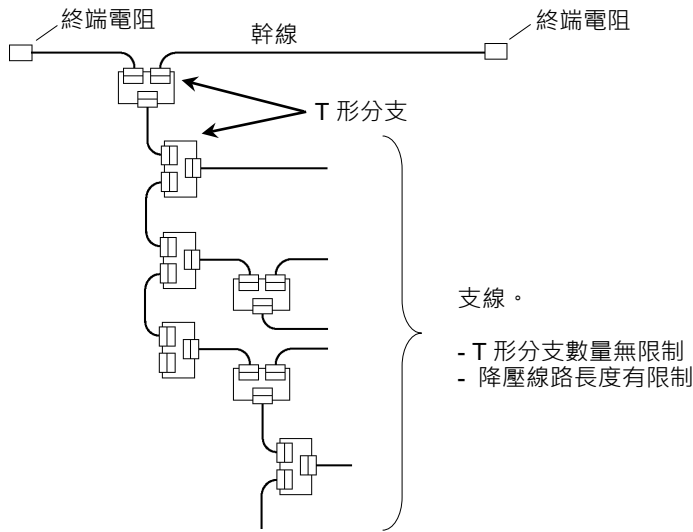 終端電阻
幹線
終端電阻
T 形分支
支線。
- T 形分支數量無限制
- 降壓線路長度有限制